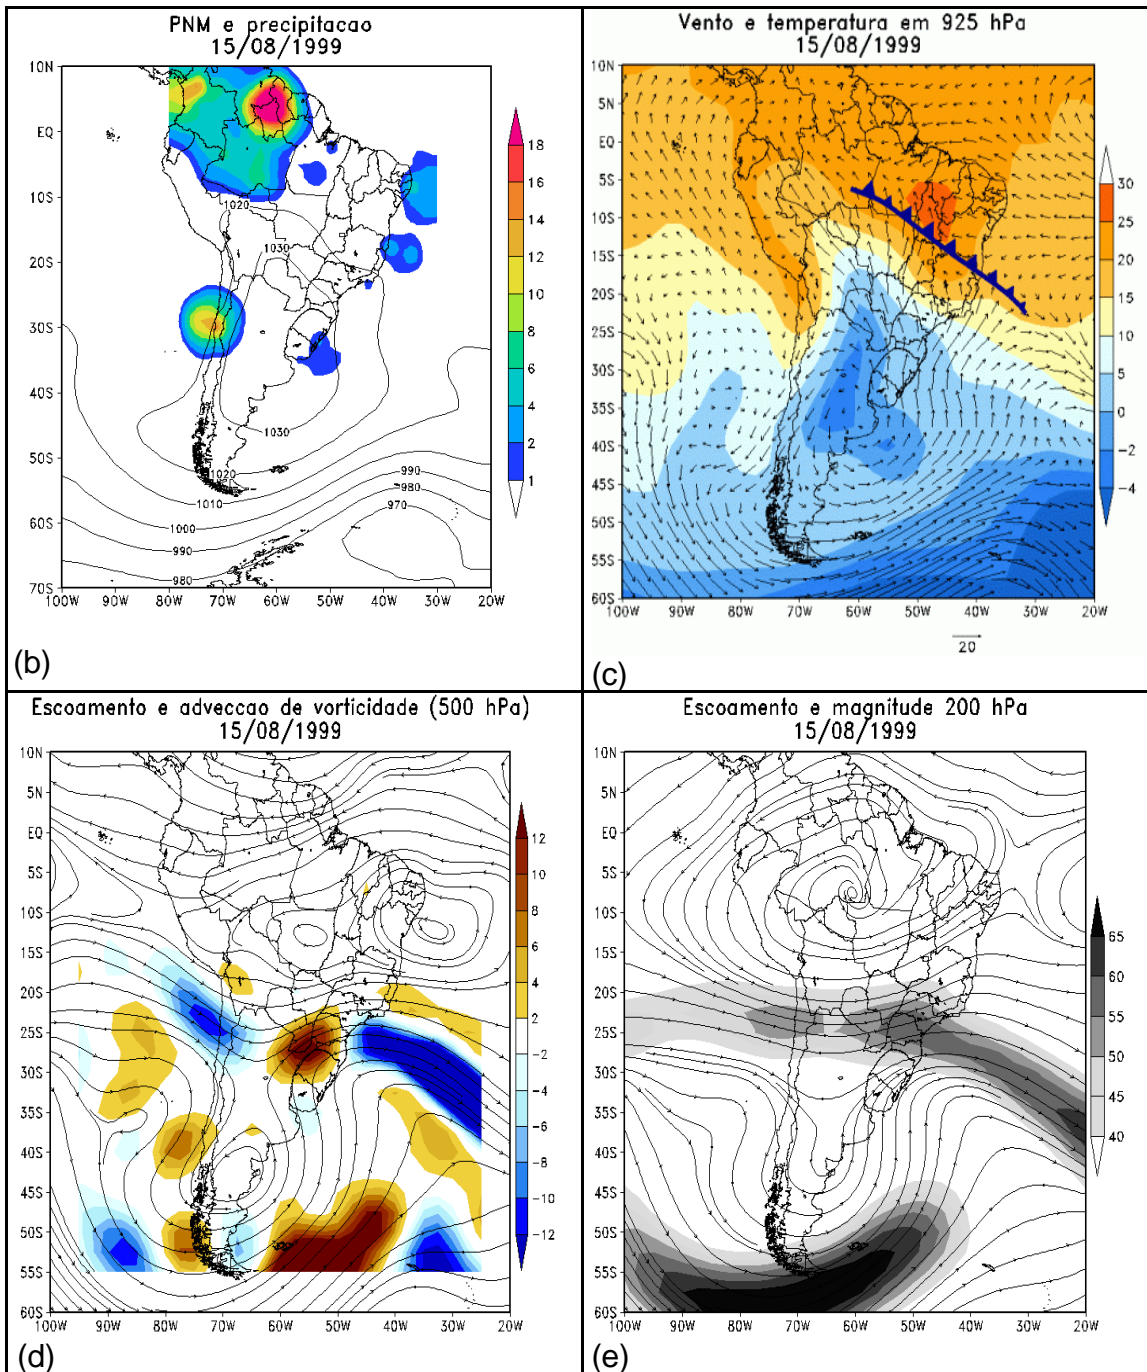 PNM e precipitacao
15/08/1999
10N
EQ
10S
20S
30S
40S
50S
60S
70S
100W 90W 80W 70W 60W 50W 40W 30W 20W
1020
1030
1030
1020
1010
1000
990
980
990
980
970
18
16
14
12
10
8
6
4
2
1
(b)
Vento e temperatura em 925 hPa
15/08/1999
10N
5N
EQ
5S
10S
15S
20S
25S
30S
35S
40S
45S
50S
55S
60S
100W 90W 80W 70W 60W 50W 40W 30W 20W
20
30
25
20
15
10
5
0
-2
-4
(c)
Escoamento e adveccao de vorticidade (500 hPa)
15/08/1999
10N
5N
EQ
5S
10S
15S
20S
25S
30S
35S
40S
45S
50S
55S
60S
100W 90W 80W 70W 60W 50W 40W 30W 20W
12
10
8
6
4
2
-2
-4
-6
-8
-10
-12
(d)
Escoamento e magnitude 200 hPa
15/08/1999
10N
5N
EQ
5S
10S
15S
20S
25S
30S
35S
40S
45S
50S
55S
60S
100W 90W 80W 70W 60W 50W 40W 30W 20W
65
60
55
50
45
40
(e)